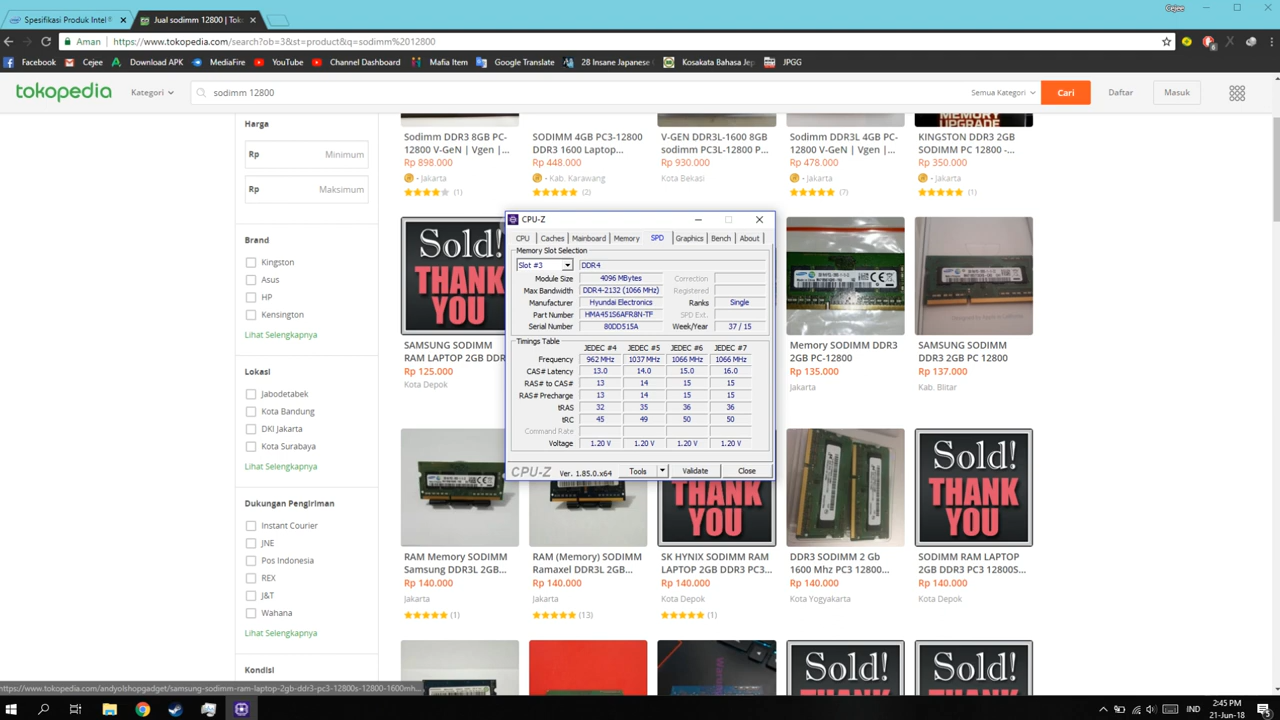 Spesifikasi Produk Intel®
Jual sodimm 12800 | Tok
Cejee
Aman
https://www.tokopedia.com/search?ob=3&st=product&q=sodimm%2012800
Facebook
Cejee
Download APK
MediaFire
YouTube
Channel Dashboard
Mafia Item
Google Translate
28 Insane Japanese
Kosakata Bahasa Jep
JPGG
tokopedia
Kategori
sodimm 12800
Semua Kategori
Cari
Daftar
Masuk
Harga
Rp Minimum
Rp Maksimum
Brand
Kingston
Asus
HP
Kensington
Lihat Selengkapnya
Lokasi
Jabodetabek
Kota Bandung
DKI Jakarta
Kota Surabaya
Lihat Selengkapnya
Dukungan Pengiriman
Instant Courier
JNE
Pos Indonesia
REX
J&T
Wahana
Lihat Selengkapnya
Kondisi
MEMORY
UPGRADE
Sodimm DDR3 8GB PC-
12800 V-GeN | Vgen |...
Rp 898.000
• Jakarta
(1)
SODIMM 4GB PC3-12800
DDR3 1600 Laptop...
Rp 448.000
• Kab. Karawang
(2)
V-GEN DDR3L-1600 8GB
sodimm PC3L-12800 P...
Rp 930.000
Kota Bekasi
Sodimm DDR3L 4GB PC-
12800 V-GeN | Vgen |...
Rp 478.000
• Jakarta
(7)
KINGSTON DDR3 2GB
SODIMM PC 12800 -...
Rp 350.000
• Jakarta
(1)
Sold!
THANK
YOU
SAMSUNG SODIMM
RAM LAPTOP 2GB DDR
Rp 125.000
Kota Depok
Memory SODIMM DDR3
2GB PC-12800
Rp 135.000
Jakarta
SAMSUNG SODIMM
DDR3 2GB PC 12800
Rp 137.000
Kab. Blitar
CPU-Z
CPU Caches Mainboard Memory SPD Graphics Bench About
Memory Slot Selection
Slot #3 DDR4
Module Size 4096 MBytes Correction
Max Bandwidth DDR4-2132 (1066 MHz) Registered
Manufacturer Hyundai Electronics Ranks Single
Part Number HMA451S6AFR8N-TF SPD Ext.
Serial Number 80DD515A Week/Year 37 / 15
Timings Table
JEDEC #4 JEDEC #5 JEDEC #6 JEDEC #7
Frequency 962 MHz 1037 MHz 1066 MHz 1066 MHz
CAS# Latency 13.0 14.0 15.0 16.0
RAS# to CAS# 13 14 15 15
RAS# Precharge 13 14 15 15
tRAS 32 35 36 36
tRC 45 49 50 50
Command Rate
Voltage 1.20 V 1.20 V 1.20 V 1.20 V
CPU-Z Ver. 1.85.0.x64 Tools Validate Close
THANK
YOU
Sold!
THANK
YOU
RAM Memory SODIMM
Samsung DDR3L 2GB...
Rp 140.000
Jakarta
(1)
RAM (Memory) SODIMM
Ramaxel DDR3L 2GB...
Rp 140.000
Jakarta
(13)
SK HYNIX SODIMM RAM
LAPTOP 2GB DDR3 PC3...
Rp 140.000
Kota Depok
(1)
DDR3 SODIMM 2 Gb
1600 Mhz PC3 12800...
Rp 140.000
Kota Yogyakarta
SODIMM RAM LAPTOP
2GB DDR3 PC3 12800S...
Rp 140.000
Kota Depok
Sold!
THANK
Sold!
THANK
https://www.tokopedia.com/andyolshopgadget/samsung-sodimm-ram-laptop-2gb-ddr3-pc3-12800s-12800-1600mh...
IND
2:45 PM
21-Jun-18